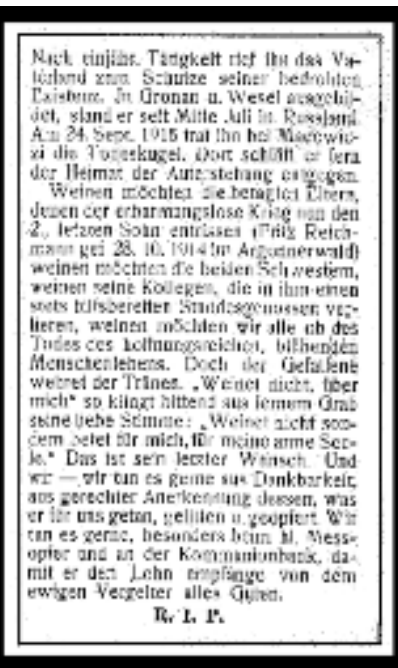 Nach einjähr. Tätigkeit rief ihn das Va-
terland zum Schutze seiner bedrohten
Existenz. In Gronau u. Wesel ausgebil-
det, stand er seit Mitte Juli in Russland.
Am 24. Sept. 1915 traf ihn bei
die Todeskugel. Dort schläft er fern
der Heimat der Auferstehung entgegen.
Weinen möchten die betagten Eltern,
denen der erbarmungslose Krieg nun den
2., letzten Sohn entrissen (Fritz Reich-
mann gef. 28. 10. 1914 im Argonnerwald)
weinen möchten die beiden Schwestern,
weinen seine Kollegen, die in ihm einen
stets hilfsbereiten Standesgenossen ver-
lieren, weinen möchten wir alle ob des
Todes des hoffnungsreichen, blühenden
Menschenlebens. Doch der Gefallene
wehret der Tränen. „Weinet nicht, über
mich“ so klingt bittend aus fernem Grab
seine liebe Stimme: „Weinet nicht son-
dern betet für mich, für meine arme See-
le.“ Das ist sein letzter Wunsch. Und
wir — wir tun es gerne aus Dankbarkeit,
aus gerechter Anerkennung dessen, was
er für uns getan, gelitten u. geopfert. Wir
tun es gerne, besonders beim hl. Mess-
opfer und an der Kommunionbank, da-
mit er den Lohn empfange von dem
ewigen Vergelter alles Guten.
R. I. P.